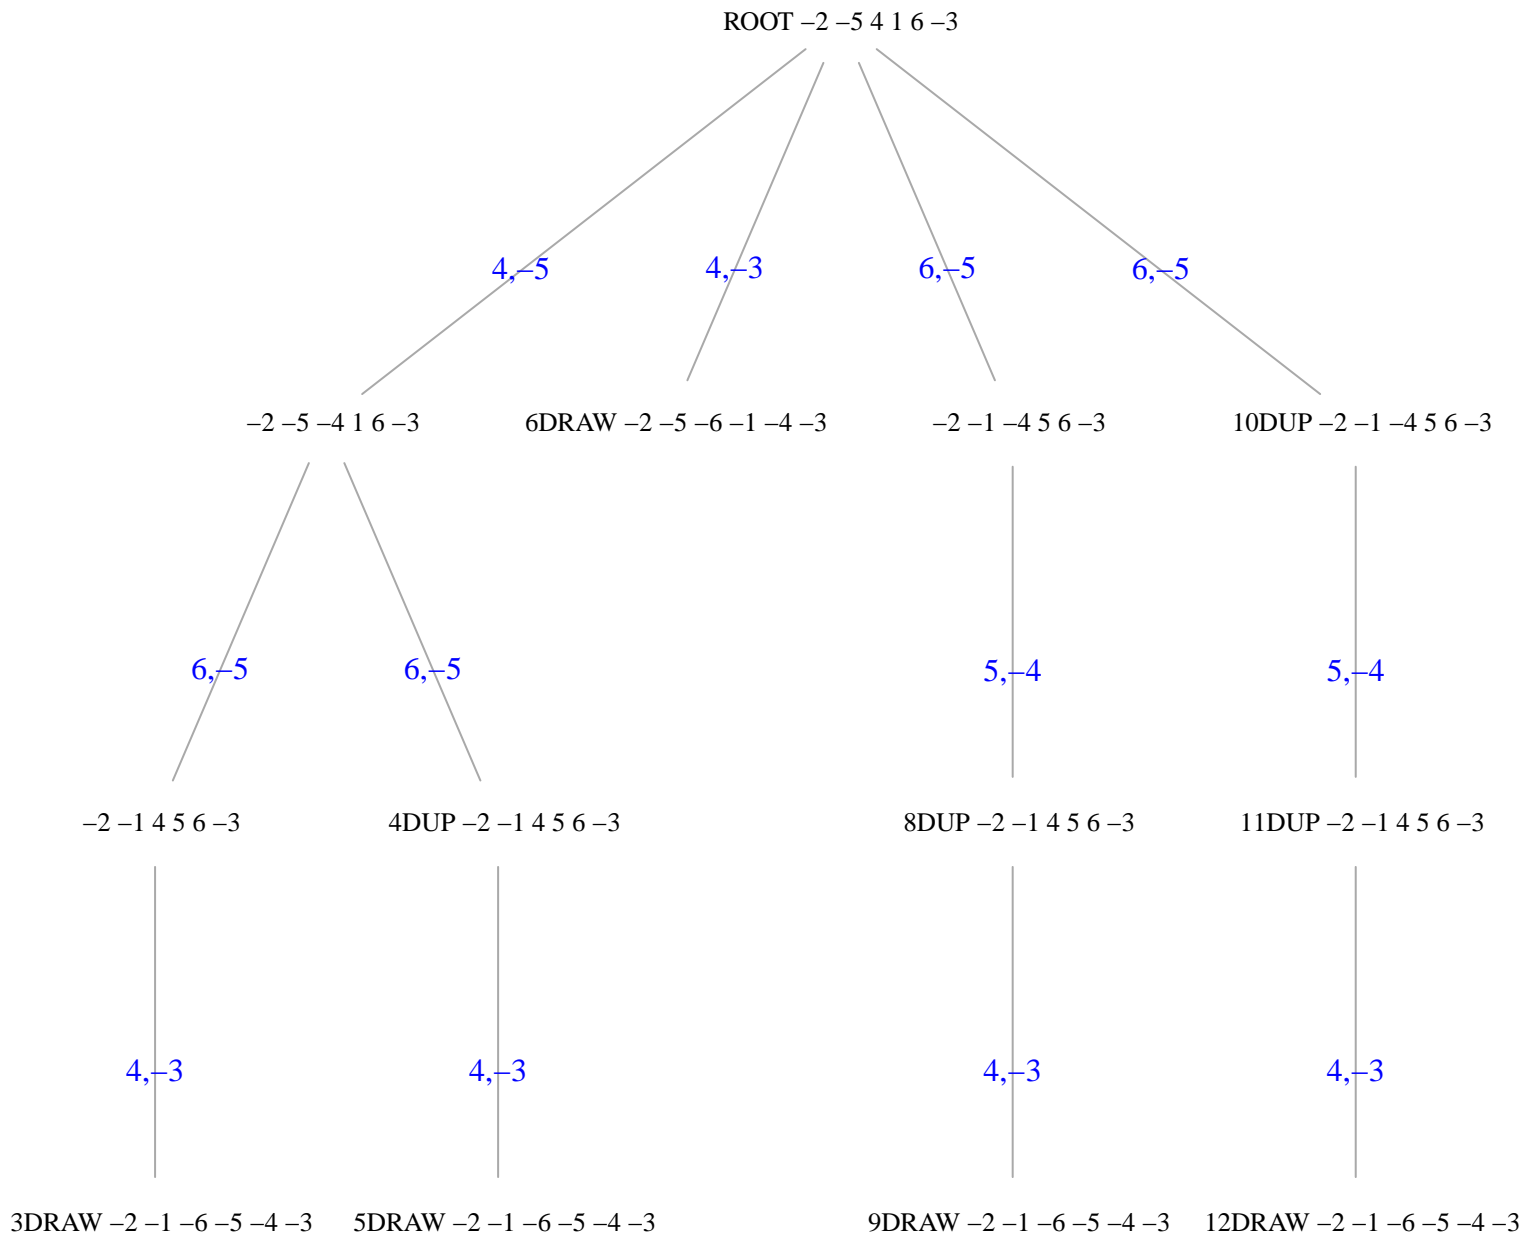 ROOT –2 –5 4 1 6 –3
4,–5
4,–3
6,–5
6,–5
–2 –5 –4 1 6 –3
6DRAW –2 –5 –6 –1 –4 –3
–2 –1 –4 5 6 –3
10DUP –2 –1 –4 5 6 –3
6,–5
6,–5
5,–4
5,–4
–2 –1 4 5 6 –3
4DUP –2 –1 4 5 6 –3
8DUP –2 –1 4 5 6 –3
11DUP –2 –1 4 5 6 –3
4,–3
4,–3
4,–3
4,–3
3DRAW –2 –1 –6 –5 –4 –3
5DRAW –2 –1 –6 –5 –4 –3
9DRAW –2 –1 –6 –5 –4 –3
12DRAW –2 –1 –6 –5 –4 –3